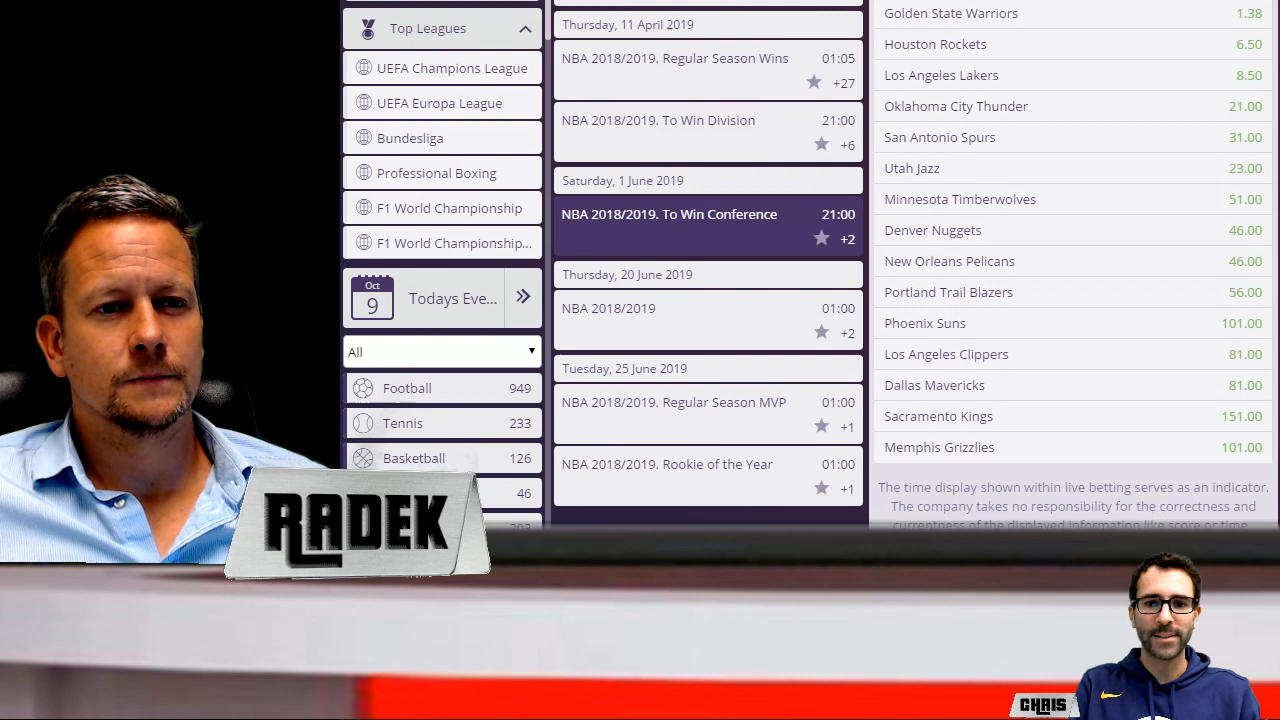 Top Leagues
UEFA Champions League
UEFA Europa League
Bundesliga
Professional Boxing
F1 World Championship
F1 World Championship...
Oct
9
Todays Eve...
All
Football 949
Tennis 233
Basketball 126
46
Thursday, 11 April 2019
NBA 2018/2019. Regular Season Wins 01:05
+27
NBA 2018/2019. To Win Division 21:00
+6
Saturday, 1 June 2019
NBA 2018/2019. To Win Conference 21:00
+2
Thursday, 20 June 2019
NBA 2018/2019 01:00
+2
Tuesday, 25 June 2019
NBA 2018/2019. Regular Season MVP 01:00
+1
NBA 2018/2019. Rookie of the Year 01:00
+1
Golden State Warriors 1.38
Houston Rockets 6.50
Los Angeles Lakers 8.50
Oklahoma City Thunder 21.00
San Antonio Spurs 31.00
Utah Jazz 23.00
Minnesota Timberwolves 51.00
Denver Nuggets 46.00
New Orleans Pelicans 46.00
Portland Trail Blazers 56.00
Phoenix Suns 101.00
Los Angeles Clippers 81.00
Dallas Mavericks 81.00
Sacramento Kings 151.00
Memphis Grizzlies 101.00
The time display shown within live betting serves as an indicator.
The company takes no responsibility for the correctness and
currentness of the displayed information like score or time.
RADEK
CHRIS